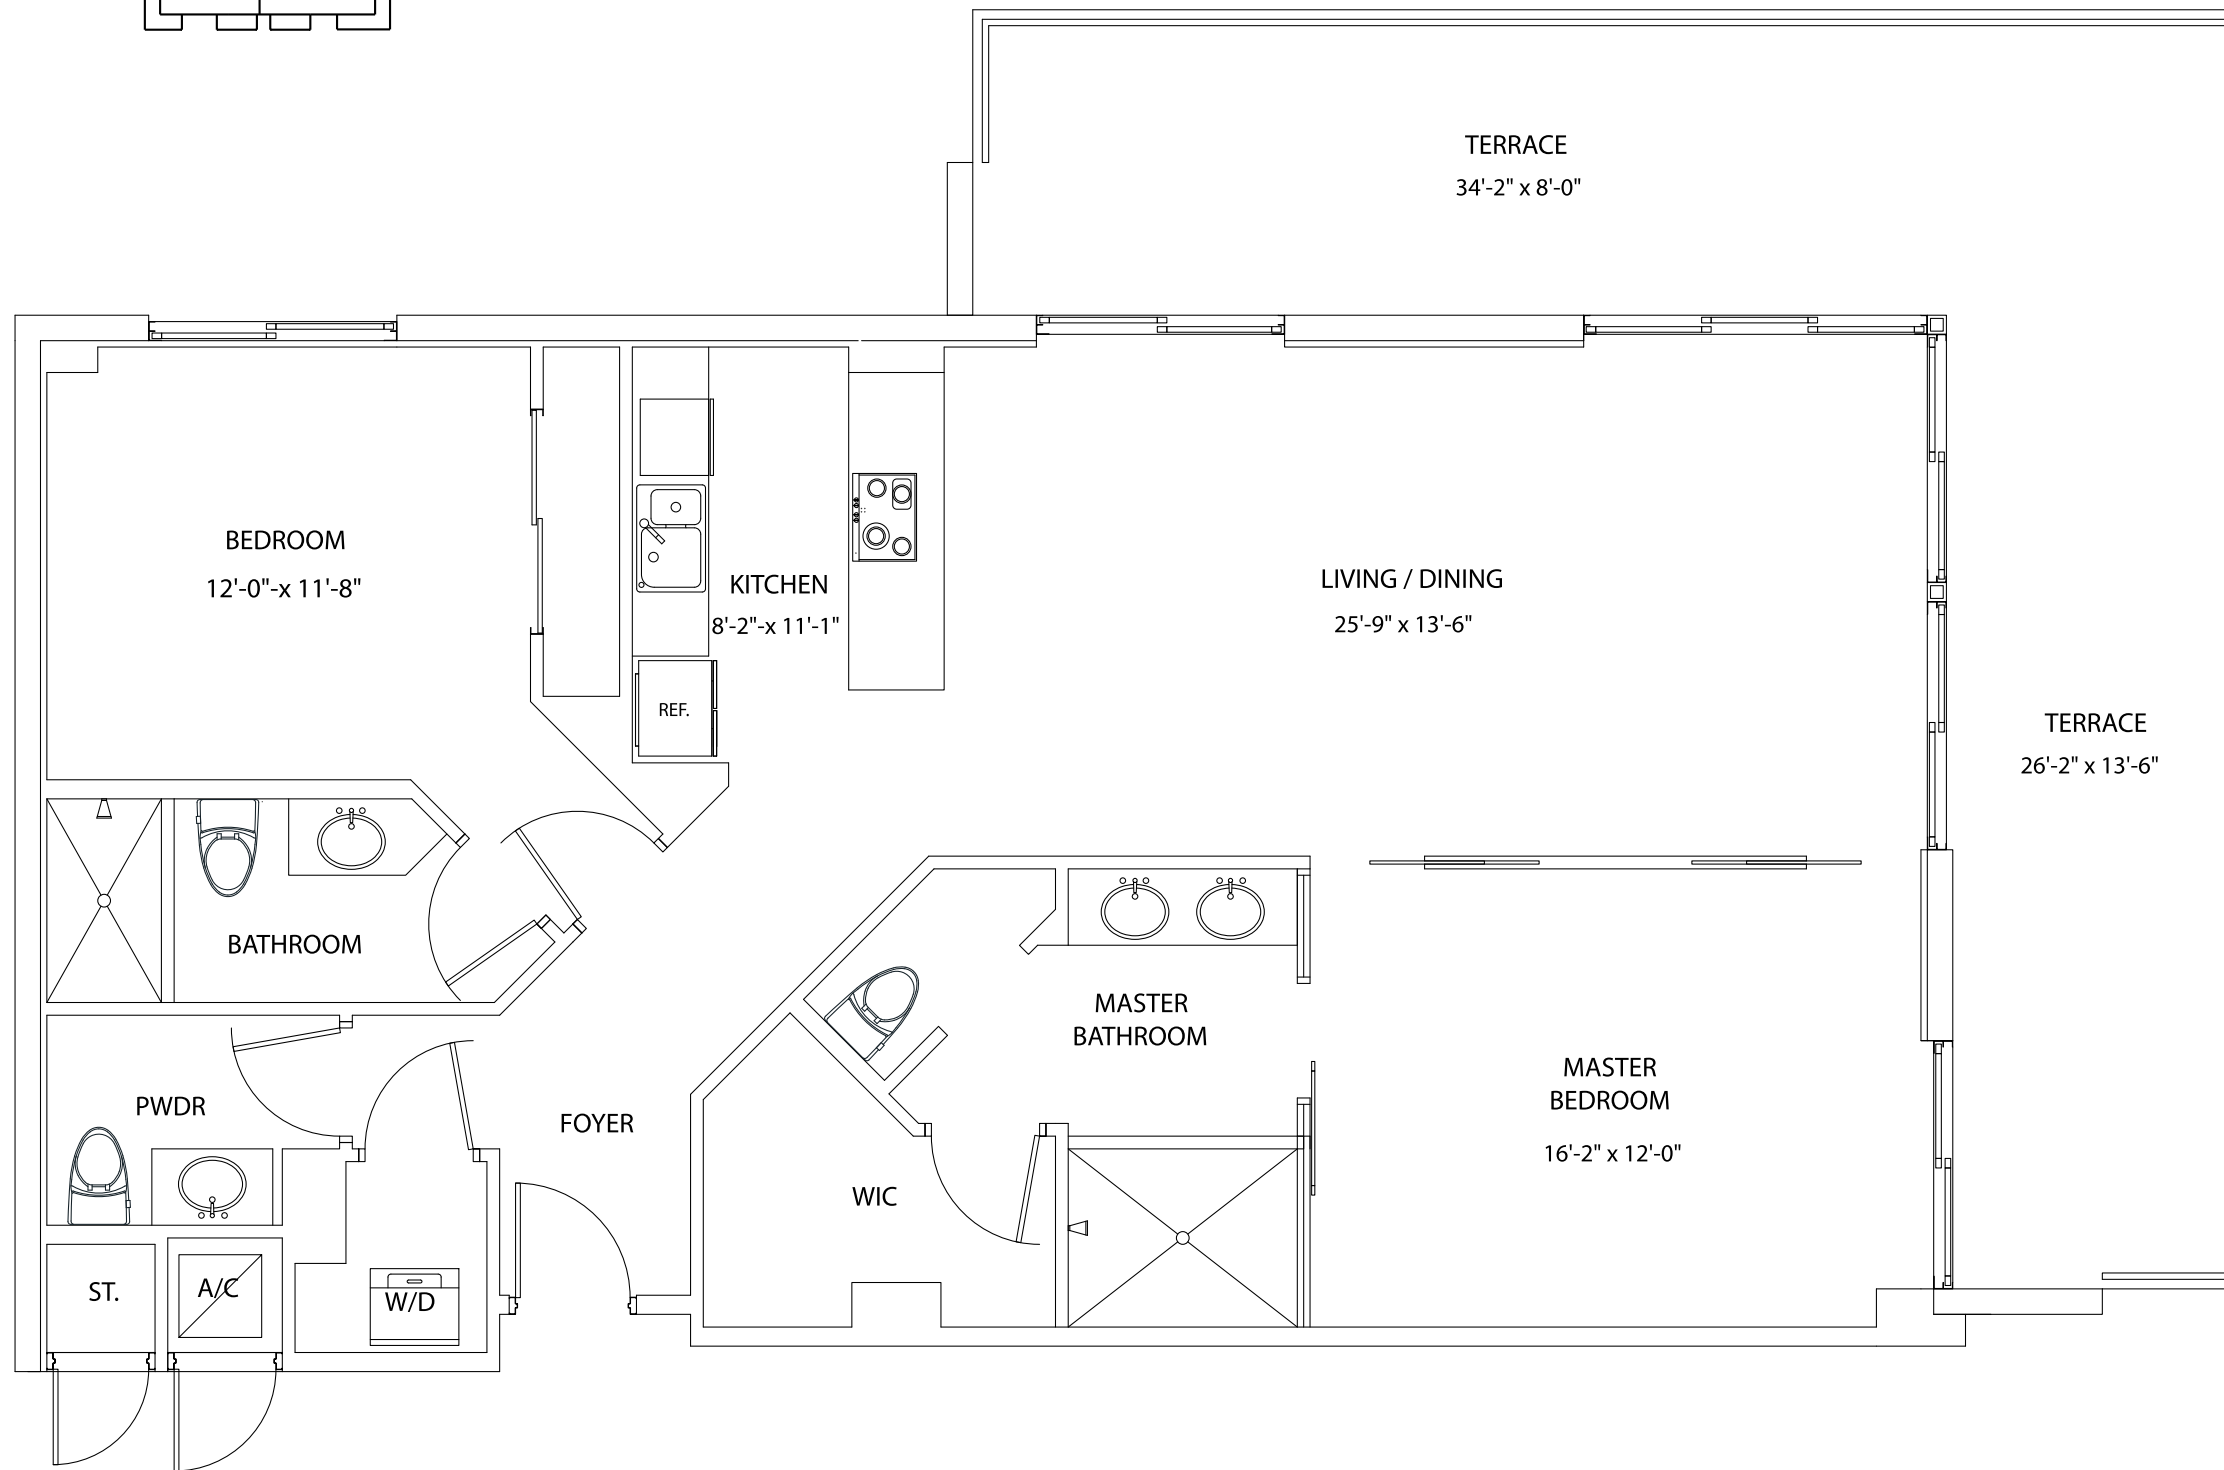 TERRACE
34'-2" x 8'-0"
BEDROOM
12'-0"-x 11'-8"
KITCHEN
8'-2"-x 11'-1"
LIVING / DINING
25'-9" x 13'-6"
REF.
TERRACE
26'-2" x 13'-6"
BATHROOM
MASTER
BATHROOM
MASTER
BEDROOM
16'-2" x 12'-0"
PWDR
FOYER
WIC
ST.
A/C
W/D